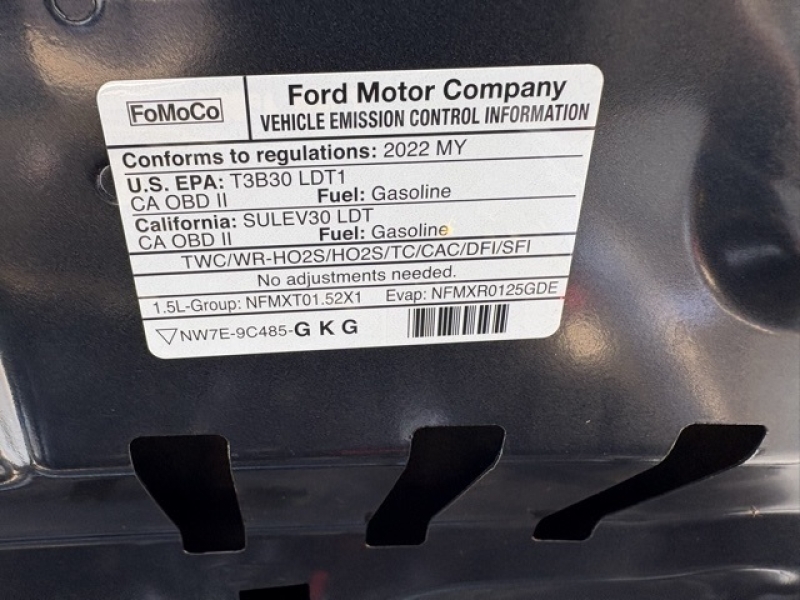 FoMoCo
Ford Motor Company
VEHICLE EMISSION CONTROL INFORMATION
Conforms to regulations: 2022 MY
U.S. EPA: T3B30 LDT1
CA OBD II Fuel: Gasoline
California: SULEV30 LDT
CA OBD II Fuel: Gasoline
TWC/WR-HO2S/HO2S/TC/CAC/DFI/SFI
No adjustments needed.
1.5L-Group: NFMXT01.52X1 Evap: NFMXR0125GDE
NW7E-9C485-G K G